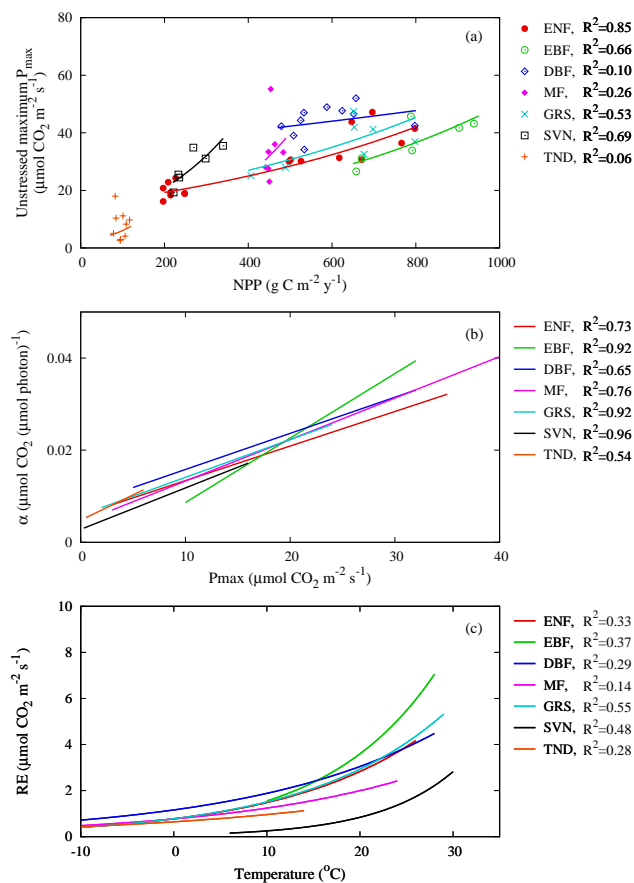 (a)
Unstressed maximum P_max
(μmol CO₂ m⁻² s⁻¹)
80
60
40
20
0
0 200 400 600 800 1000
NPP (g C m⁻² y⁻¹)
ENF, R²=0.85
EBF, R²=0.66
DBF, R²=0.10
MF, R²=0.26
GRS, R²=0.53
SVN, R²=0.69
TND, R²=0.06
(b)
α (μmol CO₂ (μmol photon)⁻¹)
0.04
0.02
0
0 10 20 30 40
Pmax (μmol CO₂ m⁻² s⁻¹)
ENF, R²=0.73
EBF, R²=0.92
DBF, R²=0.65
MF, R²=0.76
GRS, R²=0.92
SVN, R²=0.96
TND, R²=0.54
(c)
RE (μmol CO₂ m⁻² s⁻¹)
10
8
6
4
2
0
-10 0 10 20 30
Temperature (°C)
ENF, R²=0.33
EBF, R²=0.37
DBF, R²=0.29
MF, R²=0.14
GRS, R²=0.55
SVN, R²=0.48
TND, R²=0.28